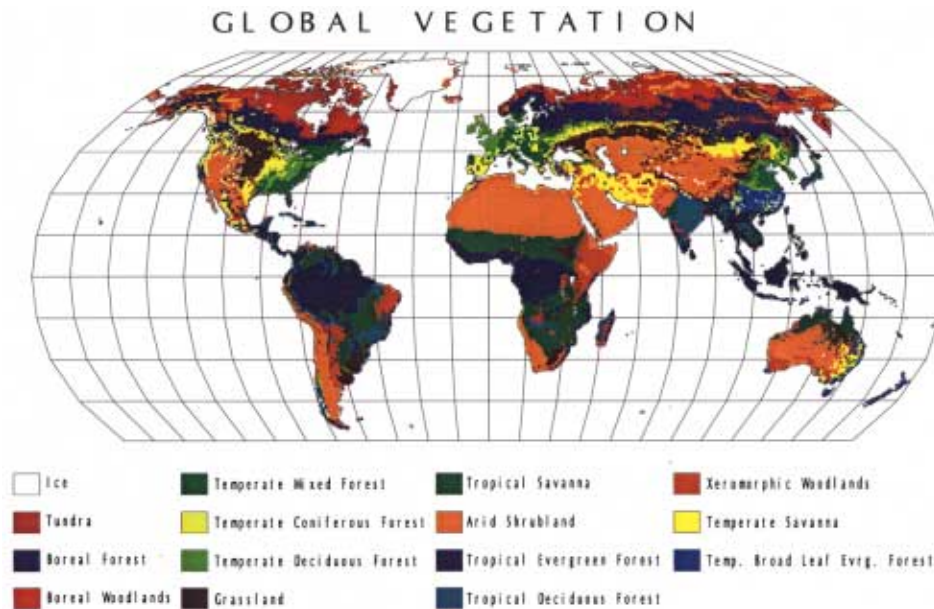 GLOBAL VEGETATION
Ice
Tundra
Boreal Forest
Boreal Woodlands
Temperate Mixed Forest
Temperate Coniferous Forest
Temperate Deciduous Forest
Grassland
Tropical Savanna
Arid Shrubland
Tropical Evergreen Forest
Tropical Deciduous Forest
Xeromorphic Woodlands
Temperate Savanna
Temp. Broad Leaf Evrg. Forest